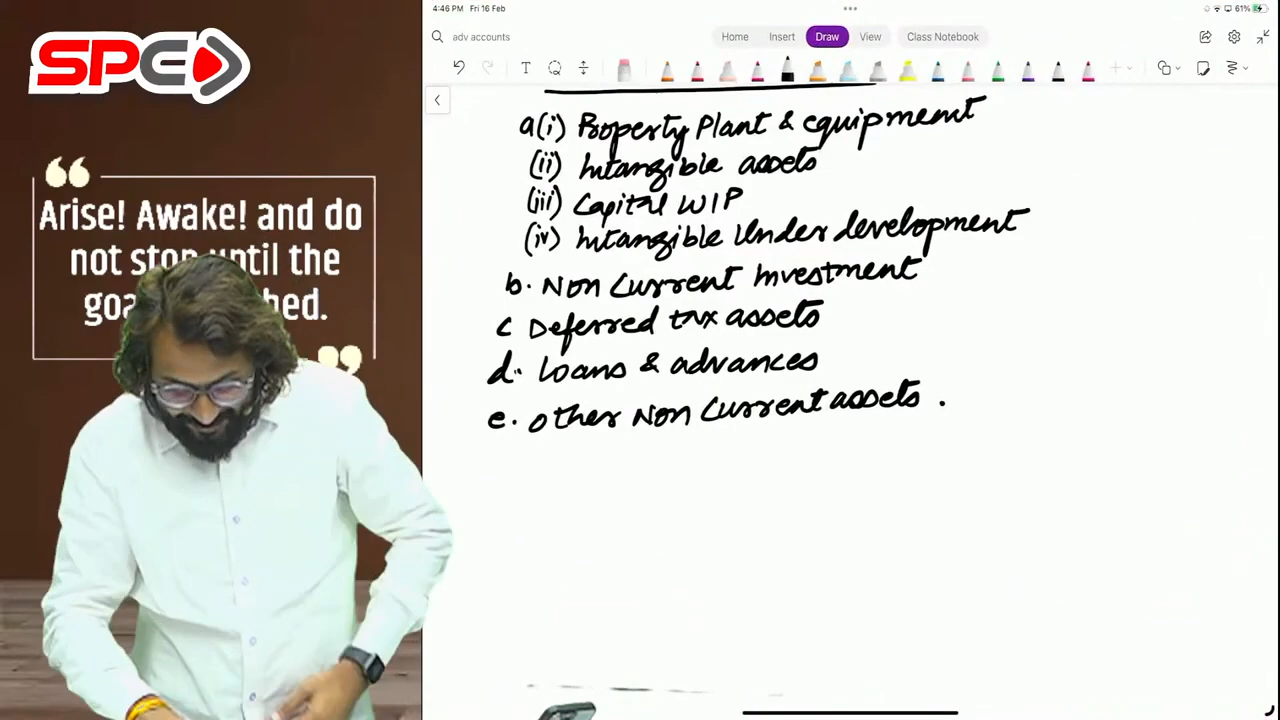 4:46 PM Fri 16 Feb
61%
adv accounts
Home Insert Draw View Class Notebook
SPE
Arise! Awake! and do
not stop until the
goal
hed.
a(i) Property Plant & equipment
(ii) Intangible assets
(iii) Capital WIP
(iv) Intangible Under development
b. Non Current Investment
c Deferred tax assets
d. Loans & advances
e. Other Non Current assets.